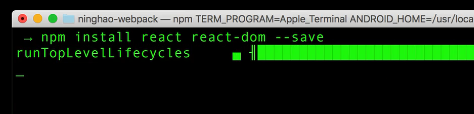 ninghao-webpack — npm TERM_PROGRAM=Apple_Terminal ANDROID_HOME=/usr/loca
→ npm install react react-dom --save
runTopLevelLifecycles